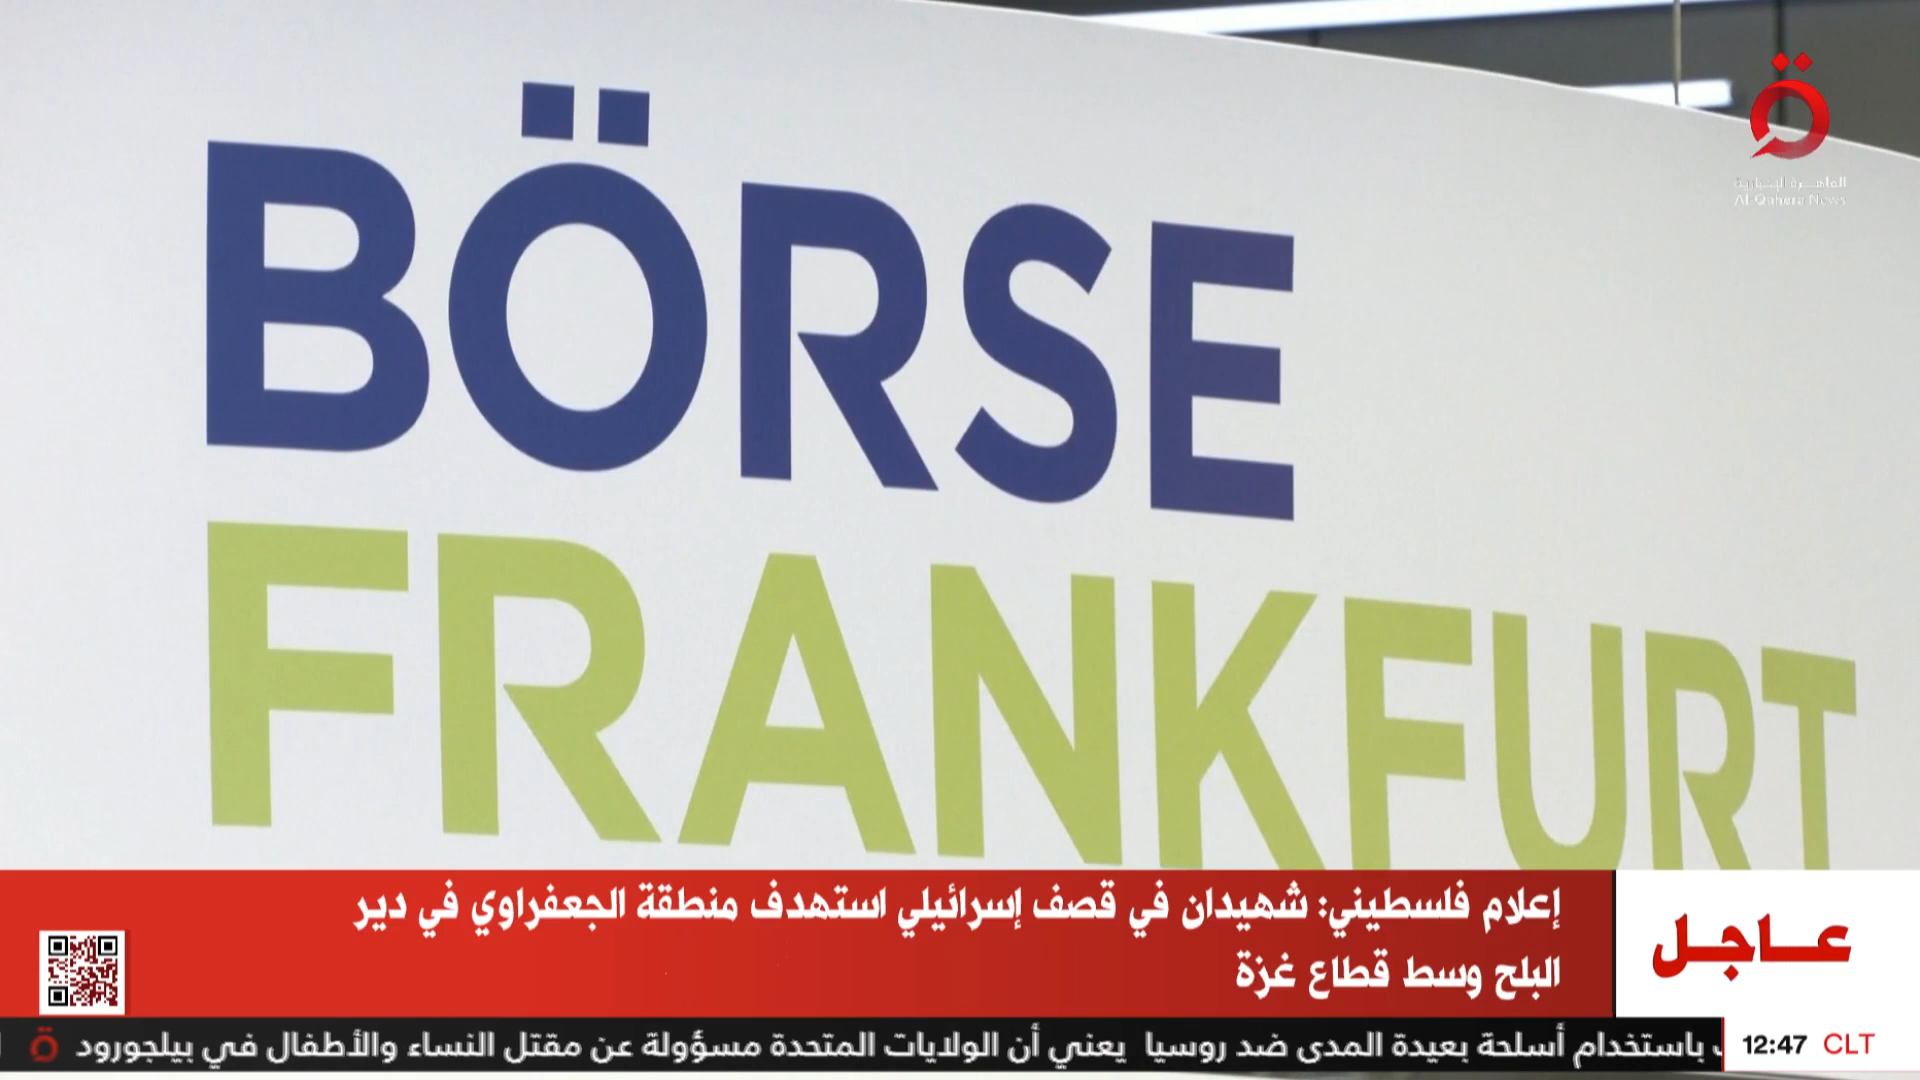 BÖRSE
FRANKFURT
القاهرة الإخبارية
Al Qahera News
عاجل
إعلام فلسطيني: شهيدان في قصف إسرائيلي استهدف منطقة الجعفراوي في دير
البلح وسط قطاع غزة
باستخدام أسلحة بعيدة المدى ضد روسيا يعني أن الولايات المتحدة مسؤولة عن مقتل النساء والأطفال في بيلجورود
12:47 CLT